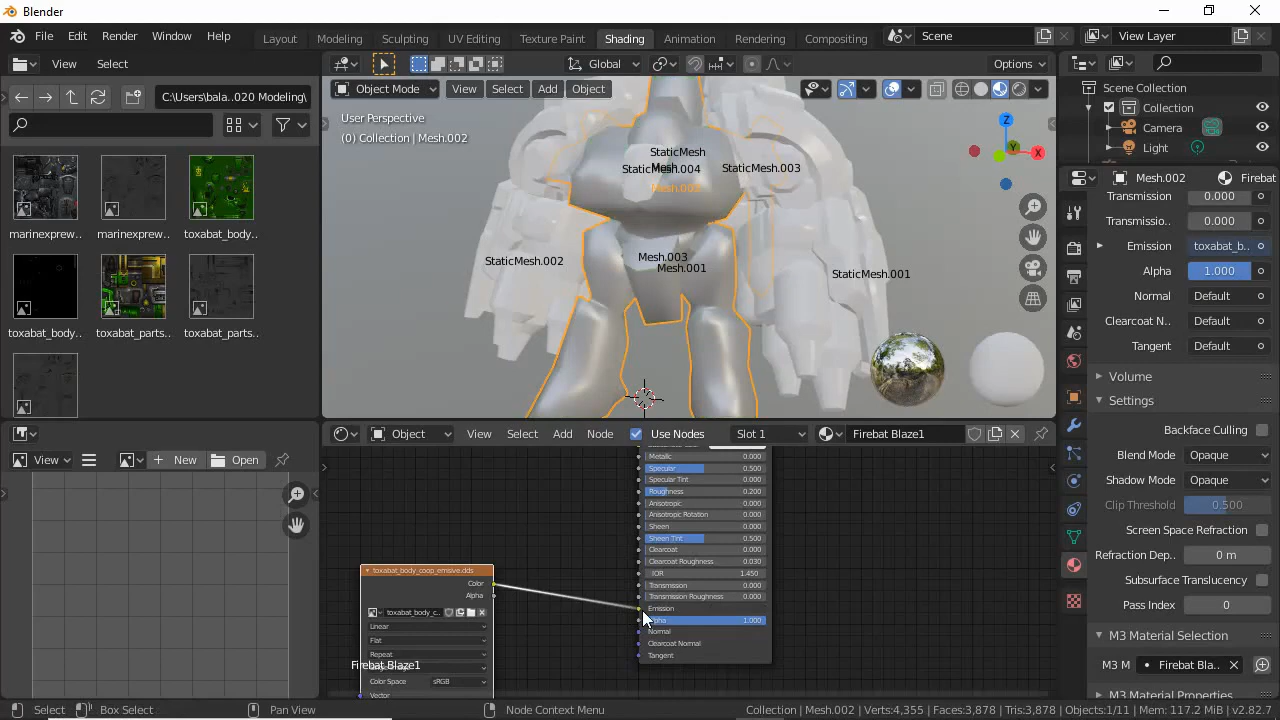 Blender
File Edit Render Window Help Layout Modeling Sculpting UV Editing Texture Paint Shading Animation Rendering Compositing Scene View Layer
View Select Global Options
C:\Users\bala...020 Modeling\
Object Mode View Select Add Object
User Perspective
(0) Collection | Mesh.002
StaticMesh
StaticMesh.004
StaticMesh.003
Mesh.002
Mesh.003
Mesh.001
StaticMesh.002
StaticMesh.001
Z
Y
X
marinexprew.. marinexprew.. toxabat_body..
toxabat_body.. toxabat_parts.. toxabat_parts..
Scene Collection
Collection
Camera
Light
Mesh.002 Firebat
Transmission 0.000
Transmissio.. 0.000
Emission toxabat_b..
Alpha 1.000
Normal Default
Clearcoat N.. Default
Tangent Default
Volume
Settings
Backface Culling
Blend Mode Opaque
Shadow Mode Opaque
Clip Threshold 0.500
Screen Space Refraction
Refraction Dep.. 0 m
Subsurface Translucency
Pass Index 0
M3 Material Selection
M3 M Firebat Bla..
M3 Material Properties
View New Open
Object View Select Add Node Use Nodes Slot 1 Firebat Blaze1
Metallic 0.000
Specular 0.500
Specular Tint 0.000
Roughness 0.200
Anisotropic 0.000
Anisotropic Rotation 0.000
Sheen 0.000
Sheen Tint 0.500
Clearcoat 0.000
Clearcoat Roughness 0.030
IOR 1.450
Transmission 0.000
Transmission Roughness 0.000
Emission
1.000
Normal
Clearcoat Normal
Tangent
toxabat_body_coop_emisive.dds
Color
Alpha
toxabat_body_c..
Linear
Flat
Repeat
Color Space sRGB
Vector
Firebat Blaze1
Select Box Select Pan View Node Context Menu Collection | Mesh.002 | Verts:4,355 | Faces:3,878 | Tris:3,878 | Objects:1/11 | Mem: 117.2 MiB | v2.82.7